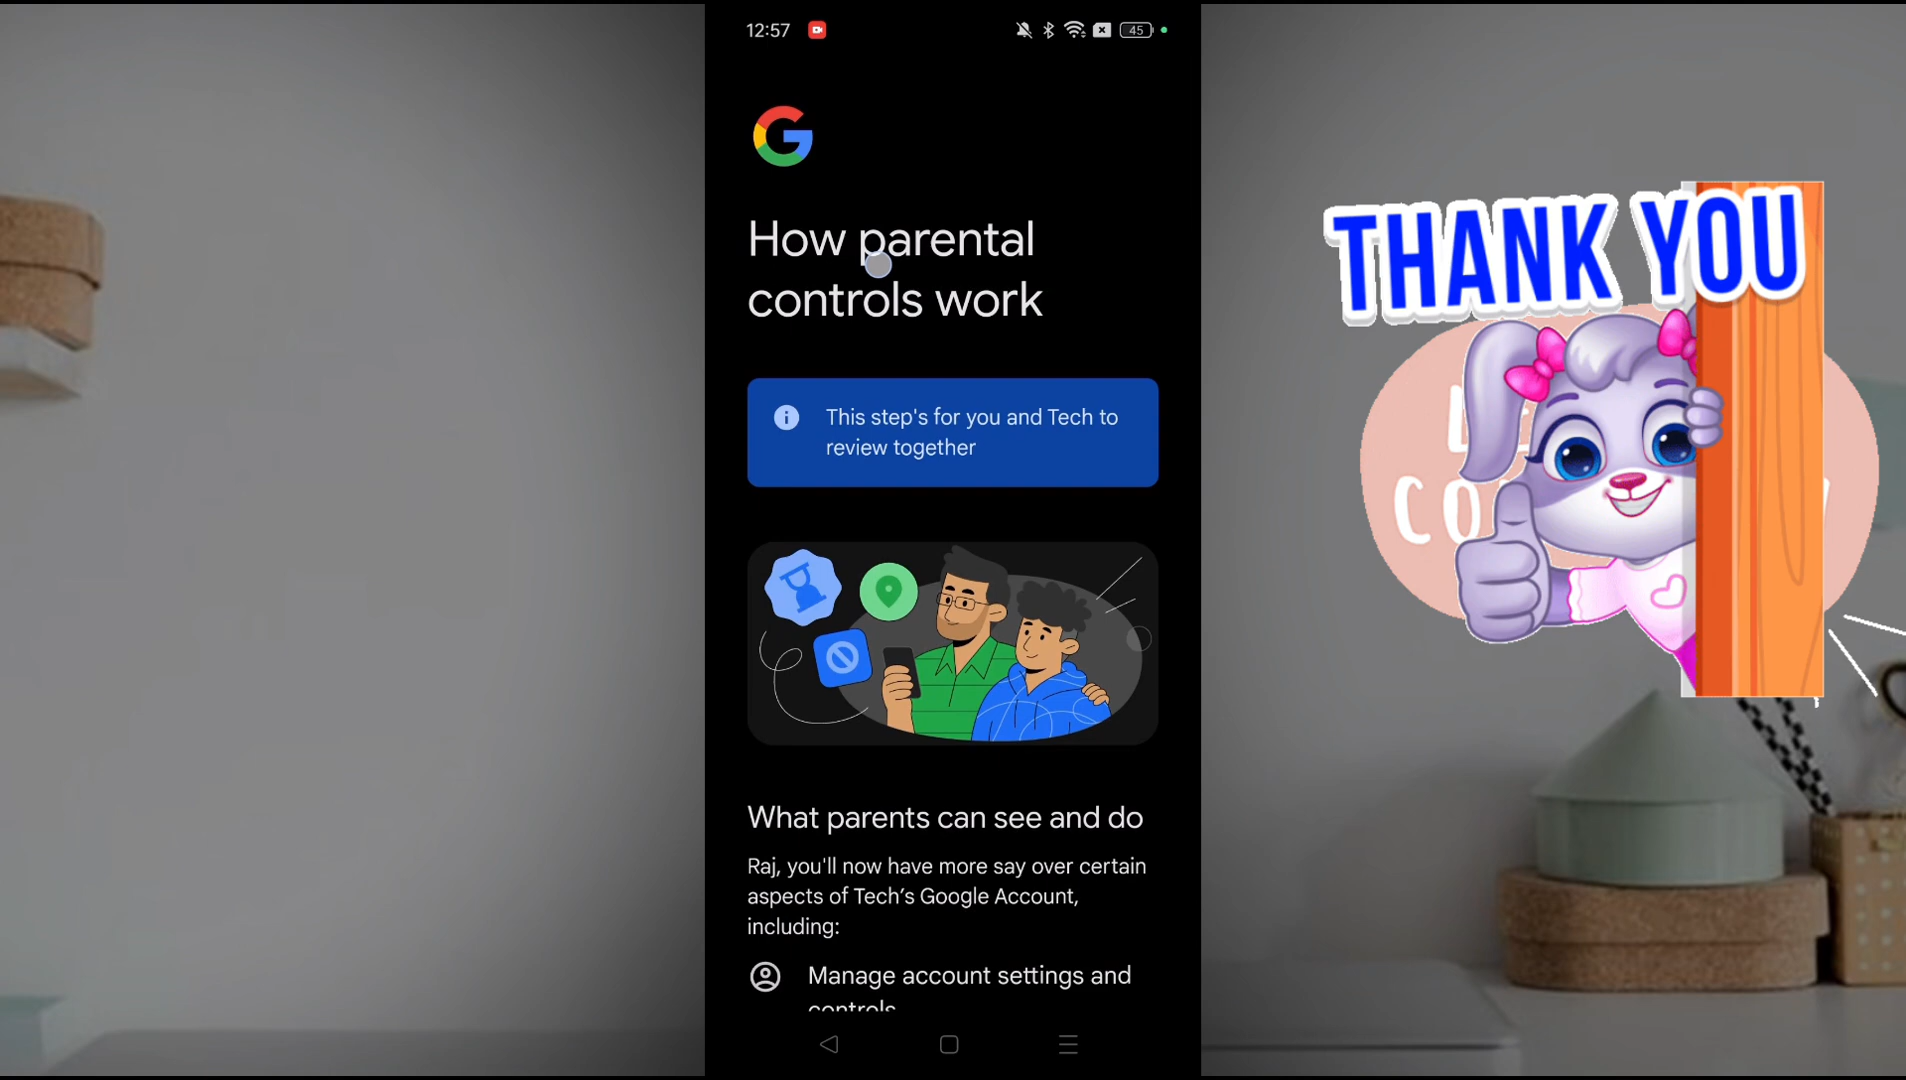 12:57
45
How parental
controls work
This step's for you and Tech to
review together
What parents can see and do
Raj, you'll now have more say over certain
aspects of Tech’s Google Account,
including:
Manage account settings and
controls
THANK YOU